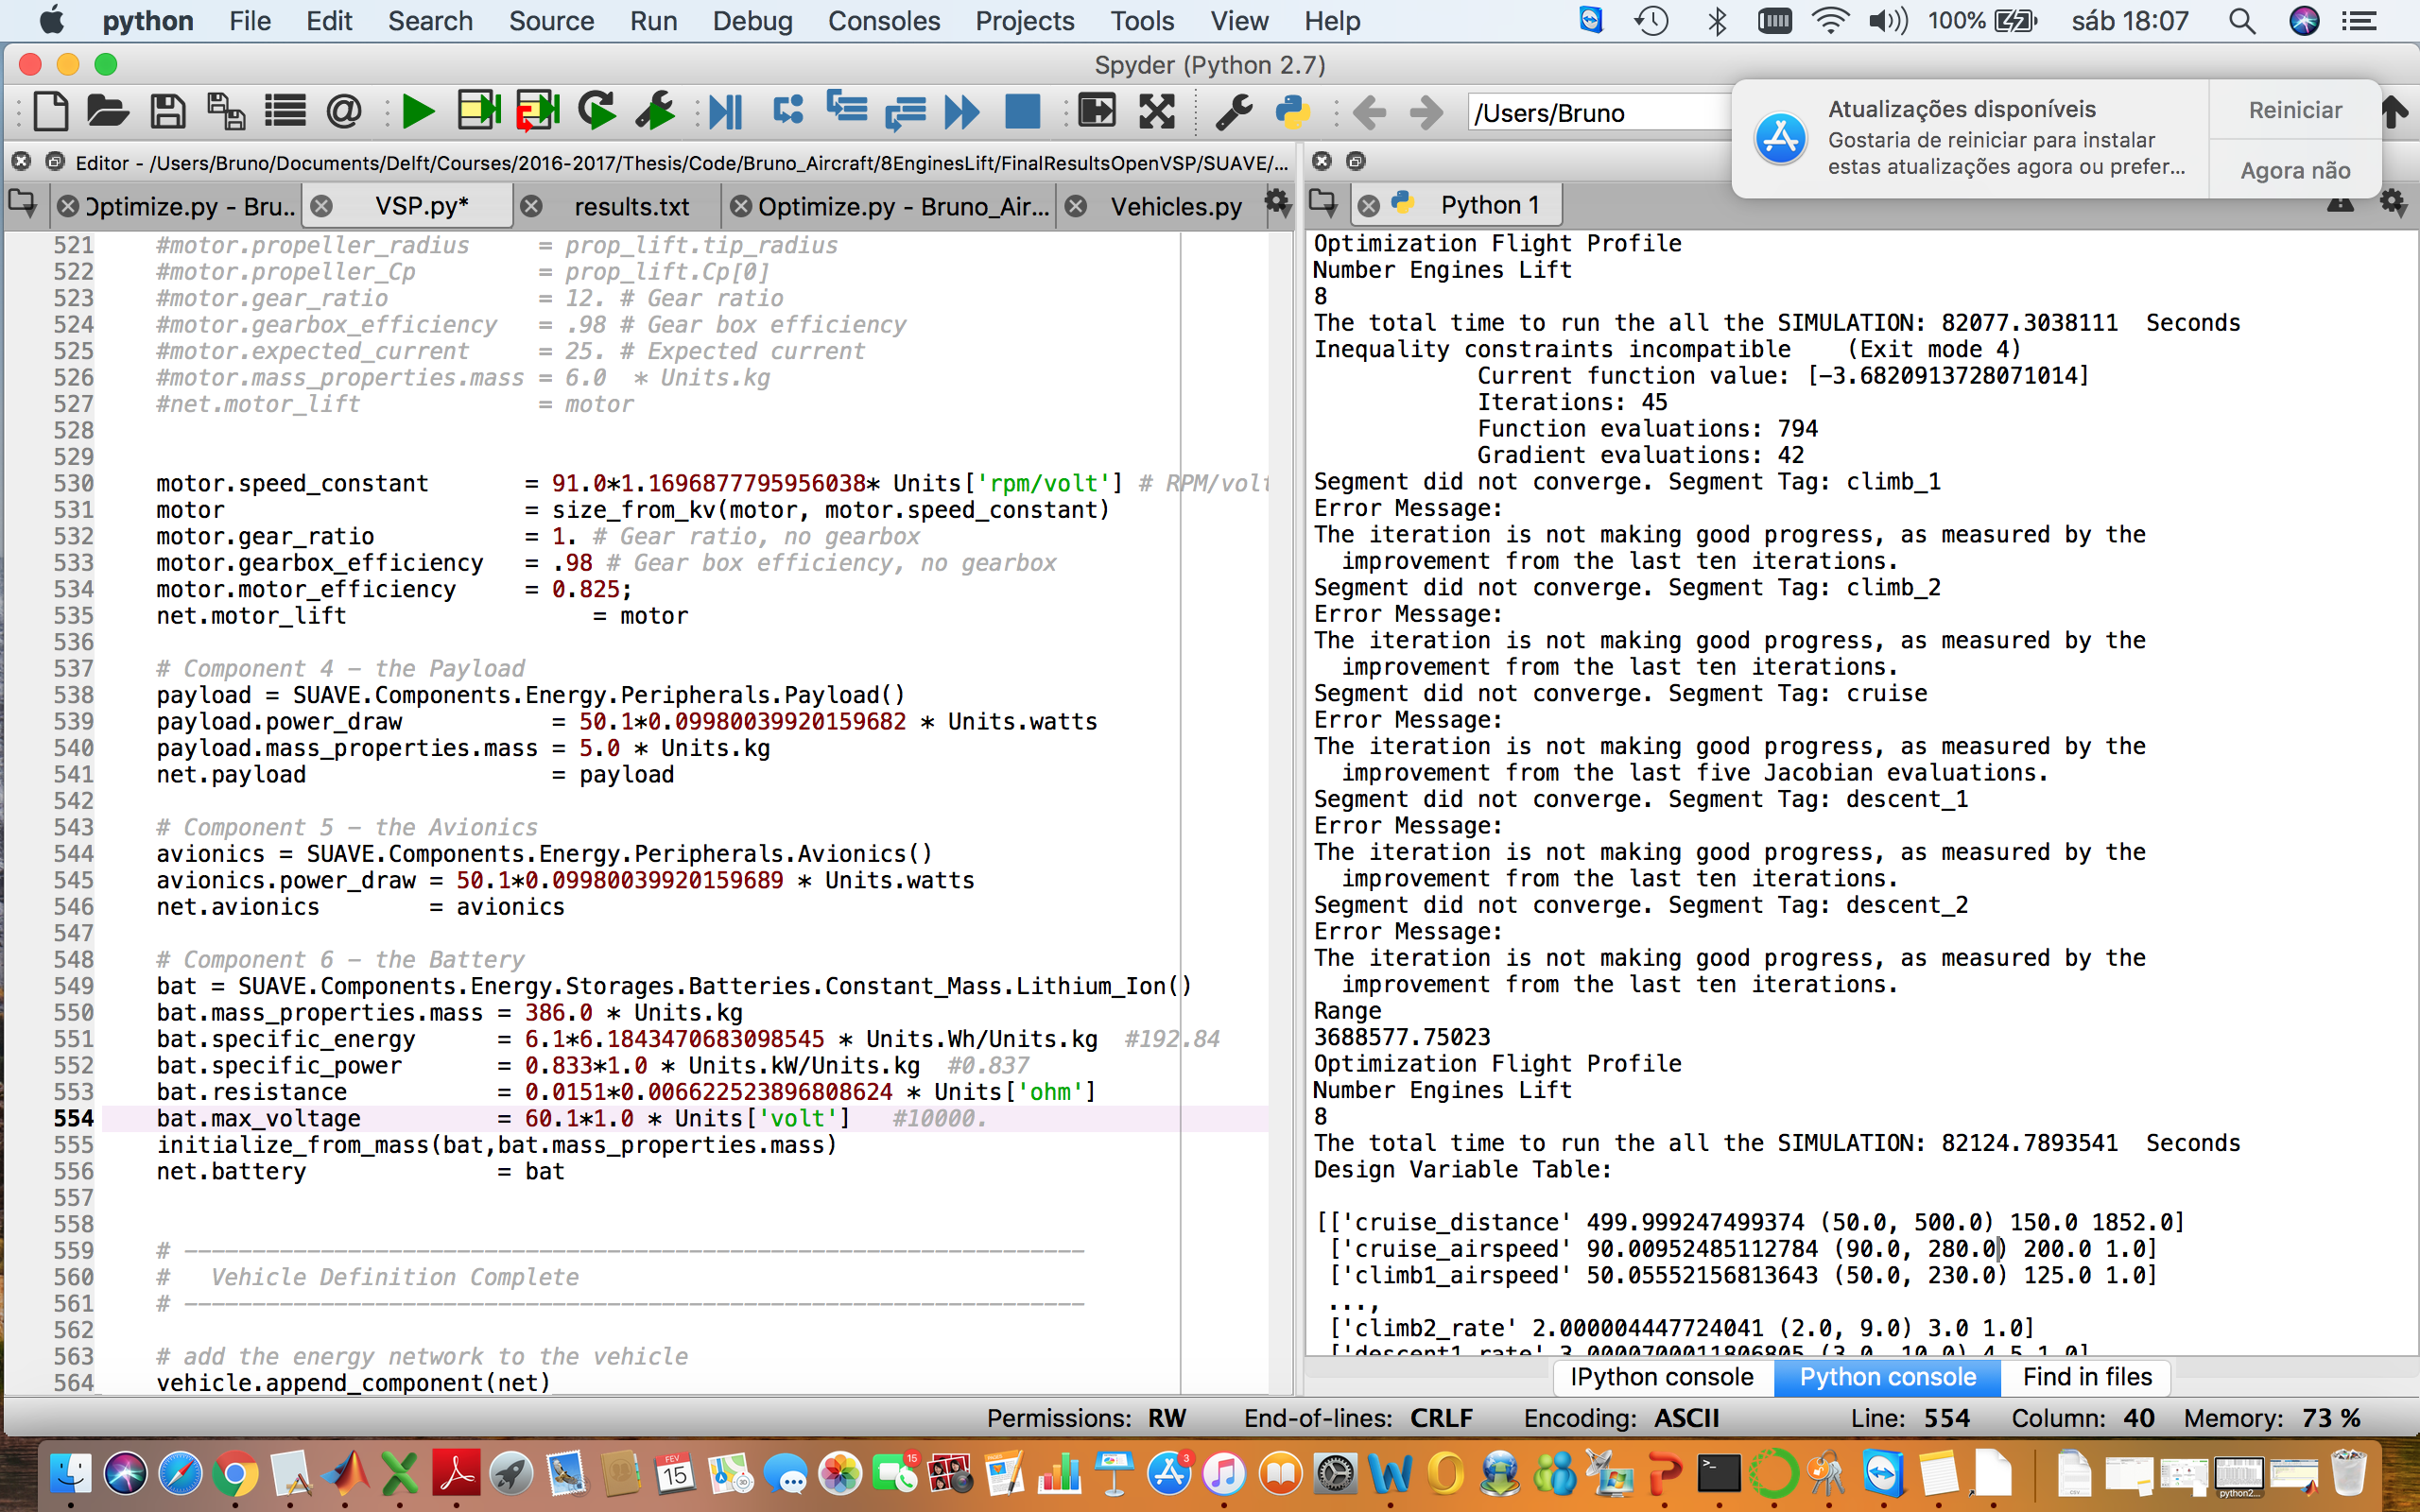 python File Edit Search Source Run Debug Consoles Projects Tools View Help 100% sáb 18:07
Spyder (Python 2.7)
/Users/Bruno
Atualizações disponíveis
Gostaria de reiniciar para instalar
estas atualizações agora ou prefer...
Reiniciar
Agora não
Editor - /Users/Bruno/Documents/Delft/Courses/2016-2017/Thesis/Code/Bruno_Aircraft/8EnginesLift/FinalResultsOpenVSP/SUAVE/...
Optimize.py - Bru.. VSP.py* results.txt Optimize.py - Bruno_Air... Vehicles.py
521 #motor.propeller_radius = prop_lift.tip_radius
522 #motor.propeller_Cp = prop_lift.Cp[0]
523 #motor.gear_ratio = 12. # Gear ratio
524 #motor.gearbox_efficiency = .98 # Gear box efficiency
525 #motor.expected_current = 25. # Expected current
526 #motor.mass_properties.mass = 6.0 * Units.kg
527 #net.motor_lift = motor
528
529
530 motor.speed_constant = 91.0*1.1696877795956038* Units['rpm/volt'] # RPM/volt
531 motor = size_from_kv(motor, motor.speed_constant)
532 motor.gear_ratio = 1. # Gear ratio, no gearbox
533 motor.gearbox_efficiency = .98 # Gear box efficiency, no gearbox
534 motor.motor_efficiency = 0.825;
535 net.motor_lift = motor
536
537 # Component 4 - the Payload
538 payload = SUAVE.Components.Energy.Peripherals.Payload()
539 payload.power_draw = 50.1*0.09980039920159682 * Units.watts
540 payload.mass_properties.mass = 5.0 * Units.kg
541 net.payload = payload
542
543 # Component 5 - the Avionics
544 avionics = SUAVE.Components.Energy.Peripherals.Avionics()
545 avionics.power_draw = 50.1*0.09980039920159689 * Units.watts
546 net.avionics = avionics
547
548 # Component 6 - the Battery
549 bat = SUAVE.Components.Energy.Storages.Batteries.Constant_Mass.Lithium_Ion()
550 bat.mass_properties.mass = 386.0 * Units.kg
551 bat.specific_energy = 6.1*6.1843470683098545 * Units.Wh/Units.kg #192.84
552 bat.specific_power = 0.833*1.0 * Units.kW/Units.kg #0.837
553 bat.resistance = 0.0151*0.006622523896808624 * Units['ohm']
554 bat.max_voltage = 60.1*1.0 * Units['volt'] #10000.
555 initialize_from_mass(bat,bat.mass_properties.mass)
556 net.battery = bat
557
558
559 # ------------------------------------------------------------------
560 # Vehicle Definition Complete
561 # ------------------------------------------------------------------
562
563 # add the energy network to the vehicle
564 vehicle.append_component(net)
Python 1
Optimization Flight Profile
Number Engines Lift
8
The total time to run the all the SIMULATION: 82077.3038111 Seconds
Inequality constraints incompatible (Exit mode 4)
Current function value: [-3.6820913728071014]
Iterations: 45
Function evaluations: 794
Gradient evaluations: 42
Segment did not converge. Segment Tag: climb_1
Error Message:
The iteration is not making good progress, as measured by the
improvement from the last ten iterations.
Segment did not converge. Segment Tag: climb_2
Error Message:
The iteration is not making good progress, as measured by the
improvement from the last ten iterations.
Segment did not converge. Segment Tag: cruise
Error Message:
The iteration is not making good progress, as measured by the
improvement from the last five Jacobian evaluations.
Segment did not converge. Segment Tag: descent_1
Error Message:
The iteration is not making good progress, as measured by the
improvement from the last ten iterations.
Segment did not converge. Segment Tag: descent_2
Error Message:
The iteration is not making good progress, as measured by the
improvement from the last ten iterations.
Range
3688577.75023
Optimization Flight Profile
Number Engines Lift
8
The total time to run the all the SIMULATION: 82124.7893541 Seconds
Design Variable Table:
[['cruise_distance' 499.999247499374 (50.0, 500.0) 150.0 1852.0]
['cruise_airspeed' 90.00952485112784 (90.0, 280.0) 200.0 1.0]
['climb1_airspeed' 50.05552156813643 (50.0, 230.0) 125.0 1.0]
...,
['climb2_rate' 2.000004447724041 (2.0, 9.0) 3.0 1.0]
['descent1_rate' 3.0000700011806805 (3.0, 10.0) 4.5 1.0]
IPython console Python console Find in files
Permissions: RW End-of-lines: CRLF Encoding: ASCII Line: 554 Column: 40 Memory: 73 %
FEV
15
15
3
python2...